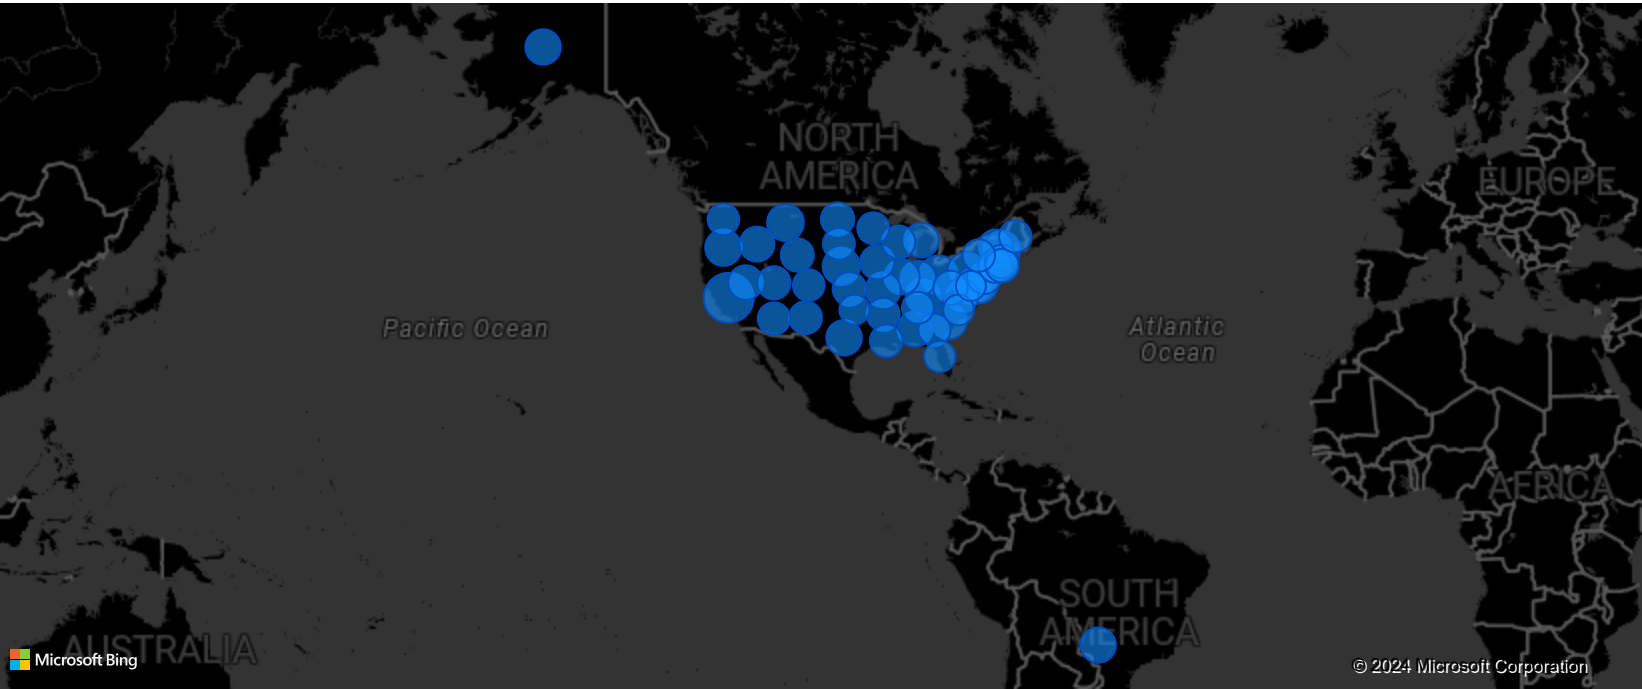 NORTH
AMERICA
EUROPE
Pacific Ocean
Atlantic
Ocean
AFRICA
SOUTH
AMERICA
AUSTRALIA
Microsoft Bing
© 2024 Microsoft Corporation